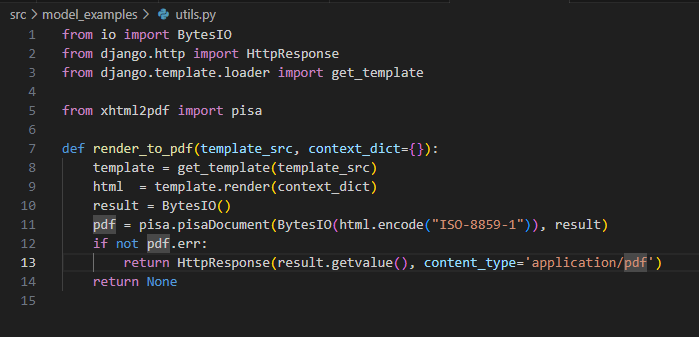 src > model_examples > utils.py
1 from io import BytesIO
2 from django.http import HttpResponse
3 from django.template.loader import get_template
4
5 from xhtml2pdf import pisa
6
7 def render_to_pdf(template_src, context_dict={}):
8     template = get_template(template_src)
9     html  = template.render(context_dict)
10     result = BytesIO()
11     pdf = pisa.pisaDocument(BytesIO(html.encode("ISO-8859-1")), result)
12     if not pdf.err:
13         return HttpResponse(result.getvalue(), content_type='application/pdf')
14     return None
15